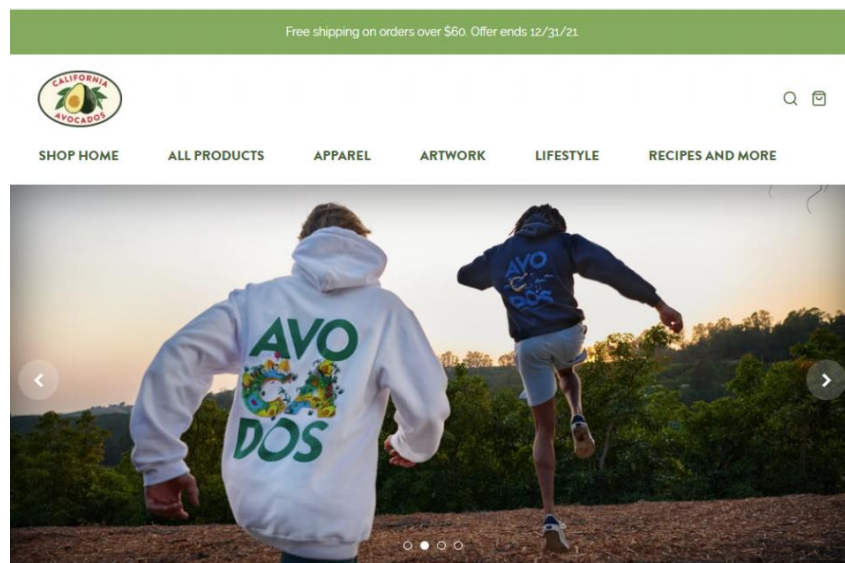 Free shipping on orders over $60. Offer ends 12/31/21
CALIFORNIA
AVOCADOS
SHOP HOME
ALL PRODUCTS
APPAREL
ARTWORK
LIFESTYLE
RECIPES AND MORE
AVO
CA
DOS
AVO
CA
DOS